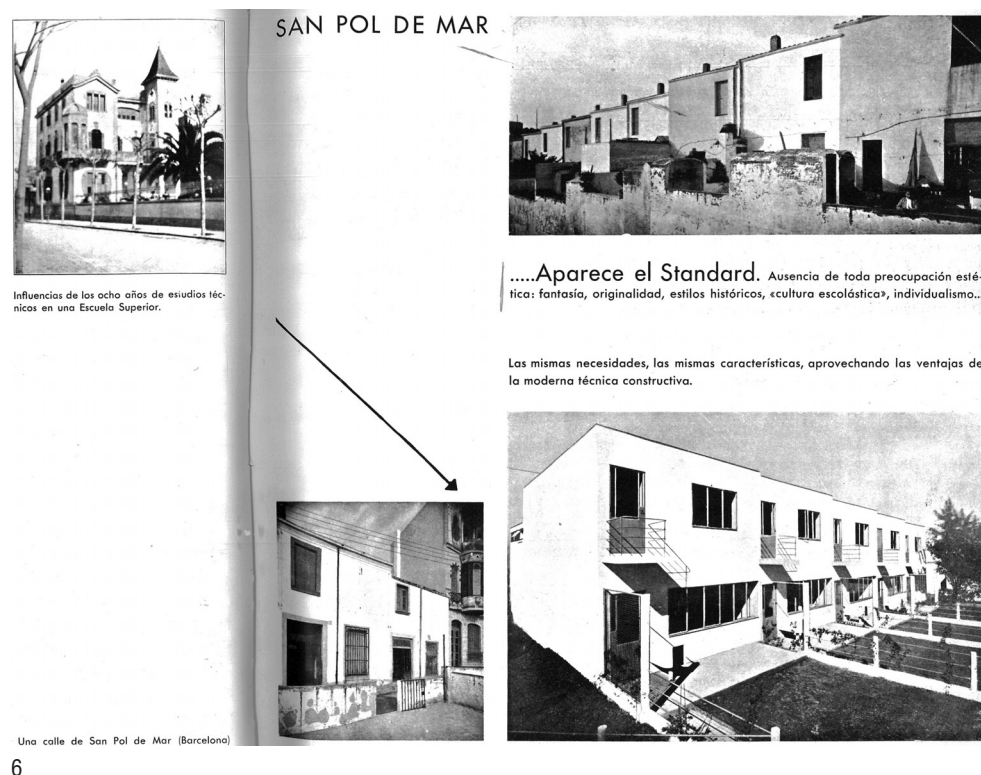 SAN POL DE MAR
Influencias de los ocho años de estudios téc-
nicos en una Escuela Superior.
.....Aparece el Standard. Ausencia de toda preocupación esté-
tica: fantasía, originalidad, estilos históricos, «cultura escolástica», individualismo...
Las mismas necesidades, las mismas características, aprovechando las ventajas de
la moderna técnica constructiva.
Una calle de San Pol de Mar (Barcelona)
6